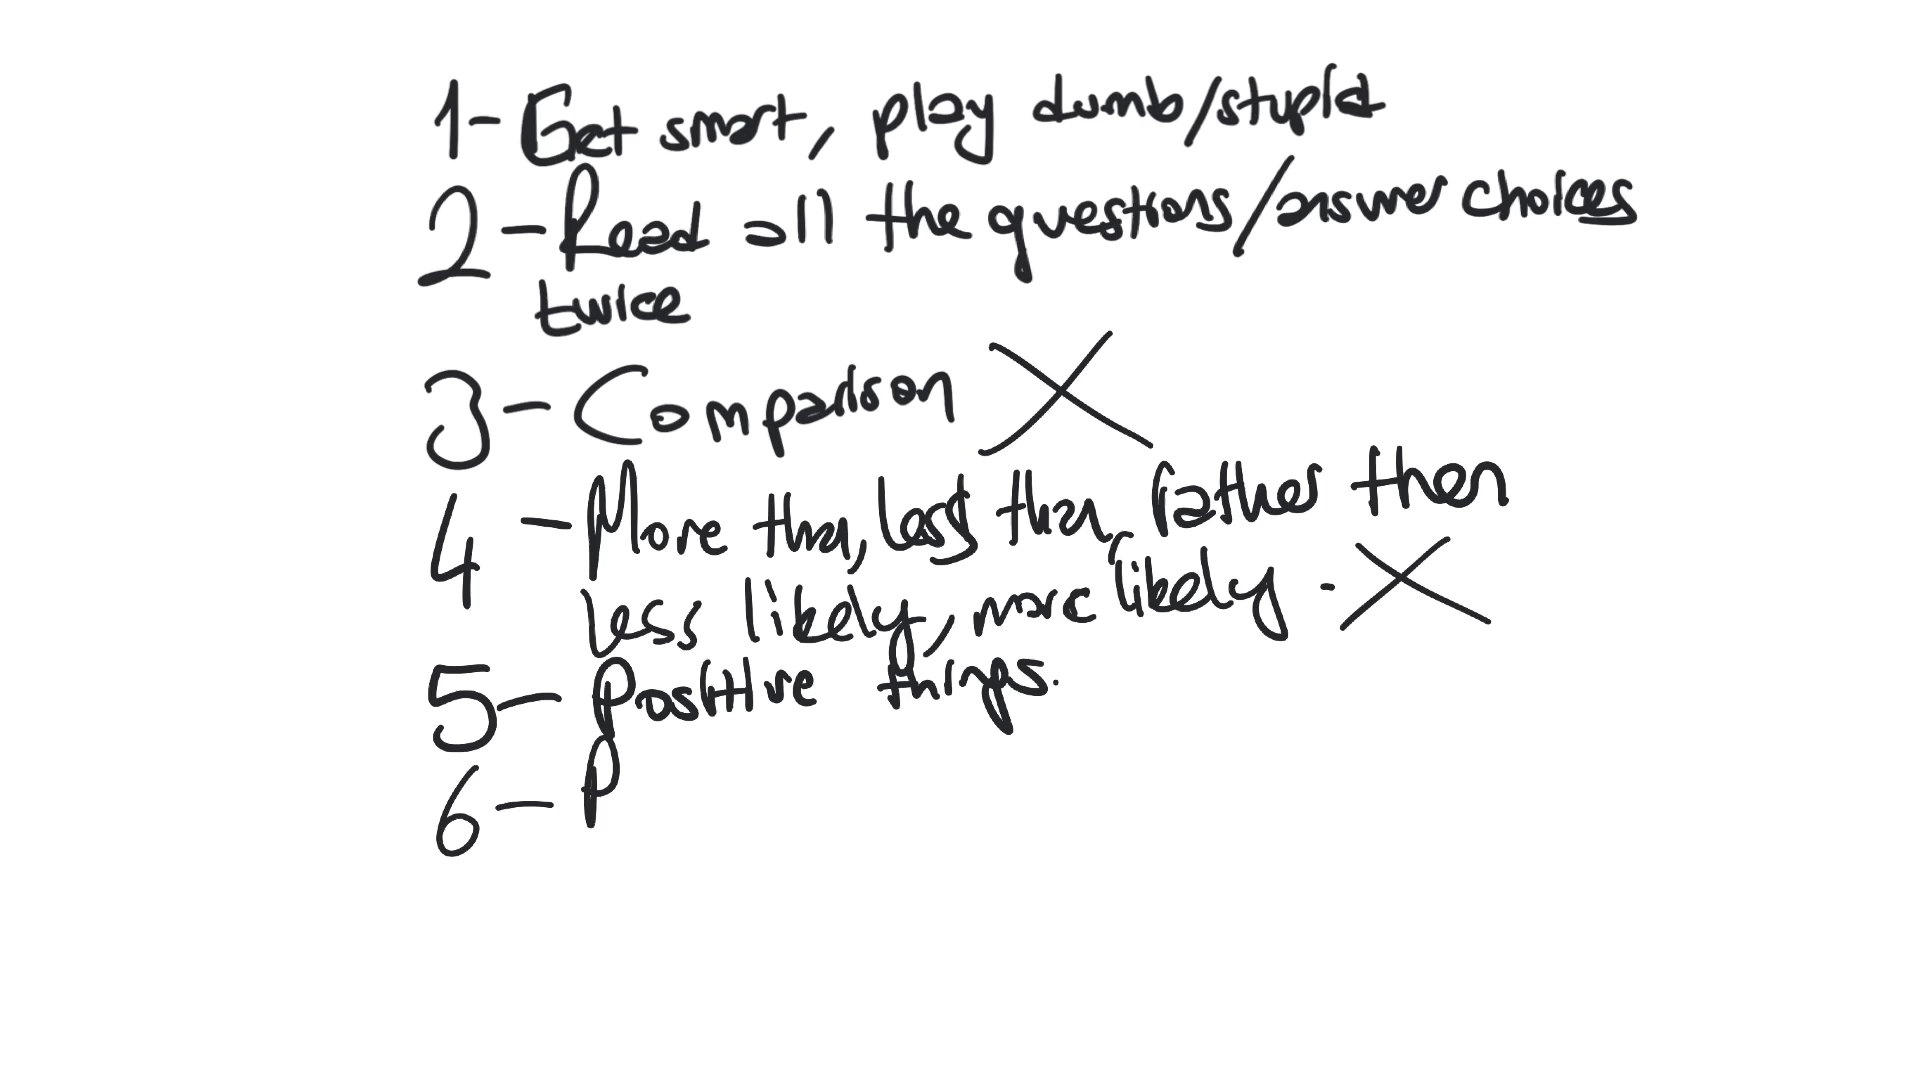 1- Get smart, play dumb/stupid
2- Read all the questions/answer choices
twice
3- Comparison X
4- More than, less than, rather then
less likely, more likely. X
5- Positive things.
6- P